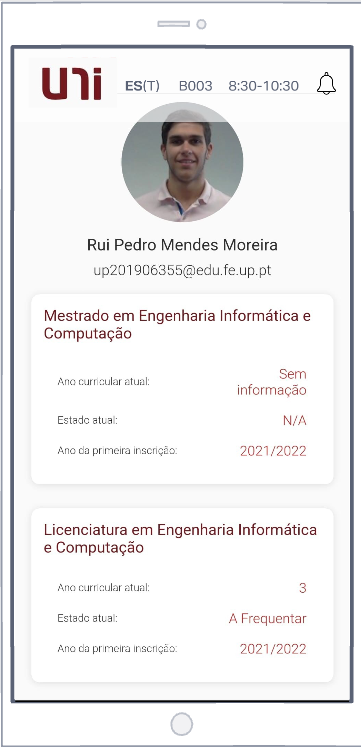 uni ES(T) B003 8:30-10:30
Rui Pedro Mendes Moreira
up201906355@edu.fe.up.pt
Mestrado em Engenharia Informática e
Computação
Ano curricular atual: Sem
informação
Estado atual: N/A
Ano da primeira inscrição: 2021/2022
Licenciatura em Engenharia Informática
e Computação
Ano curricular atual: 3
Estado atual: A Frequentar
Ano da primeira inscrição: 2021/2022